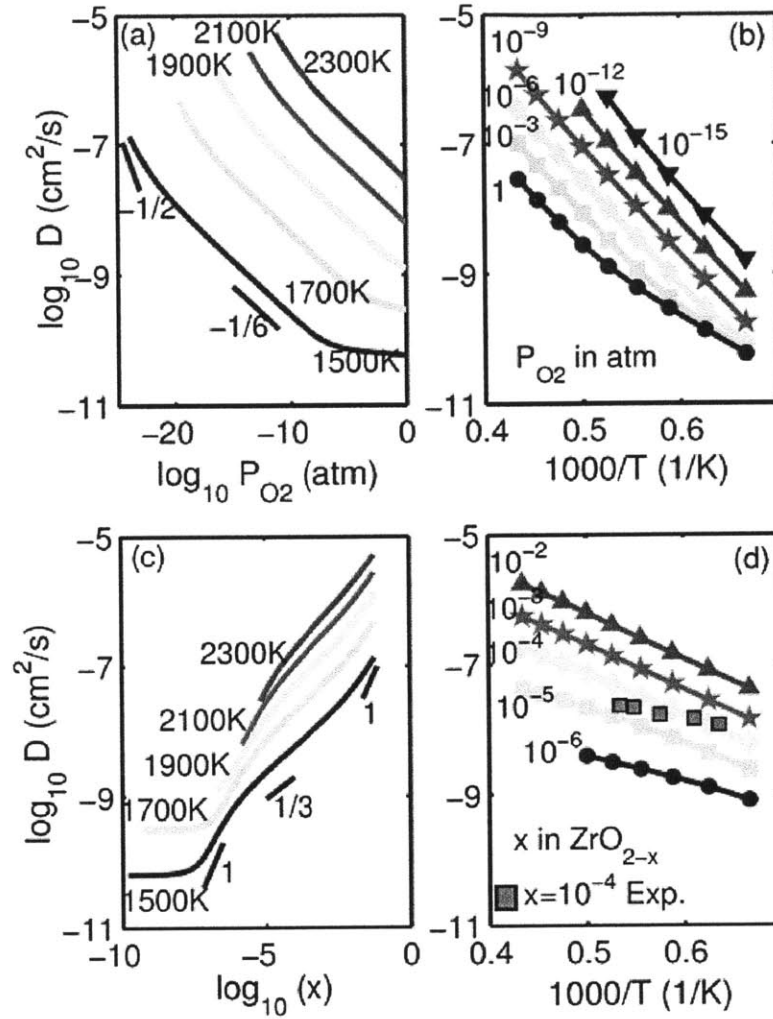 (a)
2100K
1900K
2300K
−1/2
1700K
−1/6
1500K
−5
−7
−9
−11
log10 D (cm2/s)
−20
−10
0
log10 PO2 (atm)
(b)
10−9
10−12
10−6
10−3
10−15
1
PO2 in atm
−5
−7
−9
−11
0.4
0.5
0.6
1000/T (1/K)
(c)
2300K
2100K
1900K
1700K
1500K
1
1/3
1
−5
−7
−9
−11
log10 D (cm2/s)
−10
−5
0
log10 (x)
(d)
10−2
10−3
10−4
10−5
10−6
x in ZrO2−x
x=10−4 Exp.
−5
−7
−9
−11
0.4
0.5
0.6
1000/T (1/K)